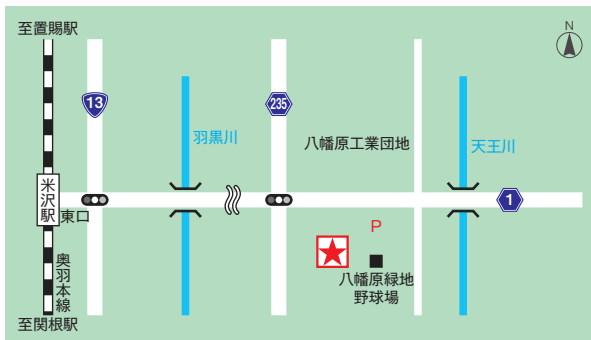 至置賜駅
N
13
235
羽黒川
八幡原工業団地
天王川
米沢駅
東口
1
P
奥羽本線
八幡原緑地
野球場
至関根駅